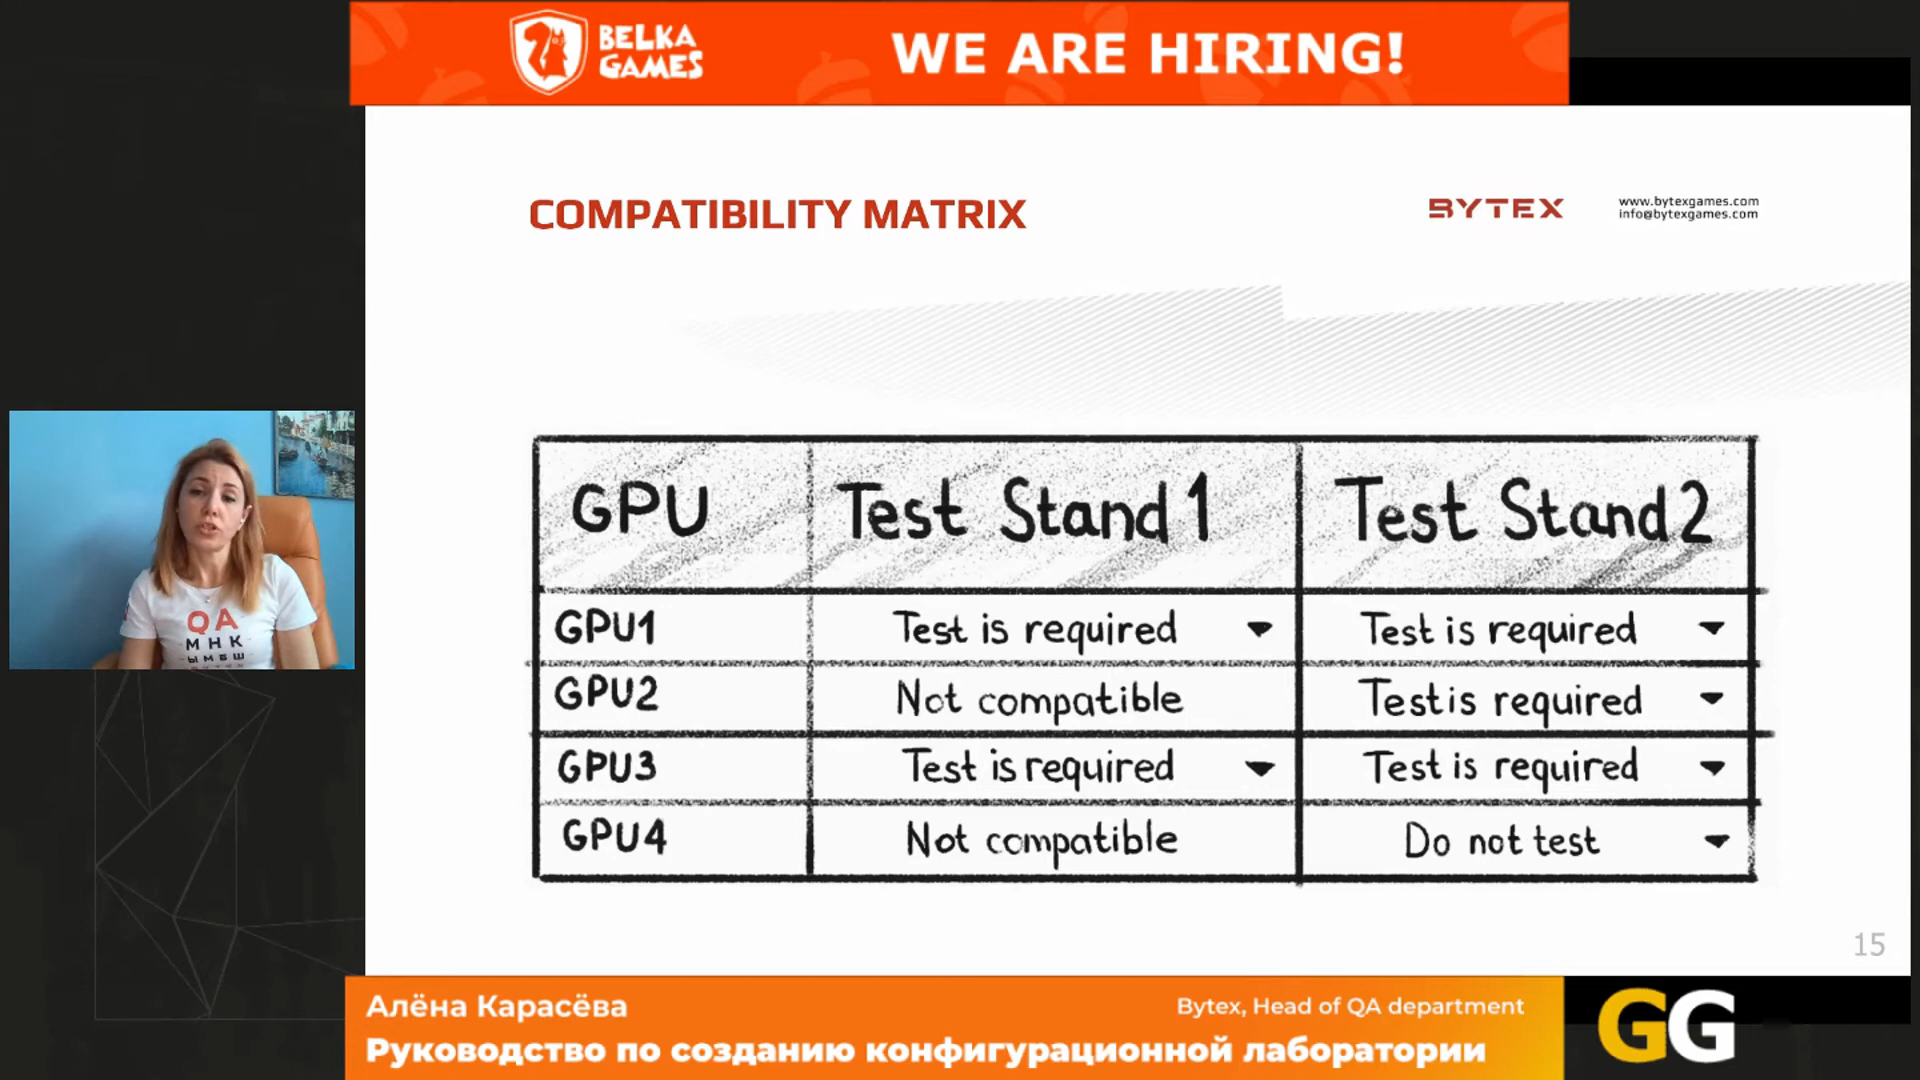 BELKA
GAMES
WE ARE HIRING!
COMPATIBILITY MATRIX
BYTEX
www.bytexgames.com
info@bytexgames.com
GPU Test Stand 1 Test Stand 2
GPU1 Test is required Test is required
GPU2 Not compatible Test is required
GPU3 Test is required Test is required
GPU4 Not compatible Do not test
QA
МНК
ЫМБШ
15
Алёна Карасёва
Bytex, Head of QA department
Руководство по созданию конфигурационной лаборатории
GG